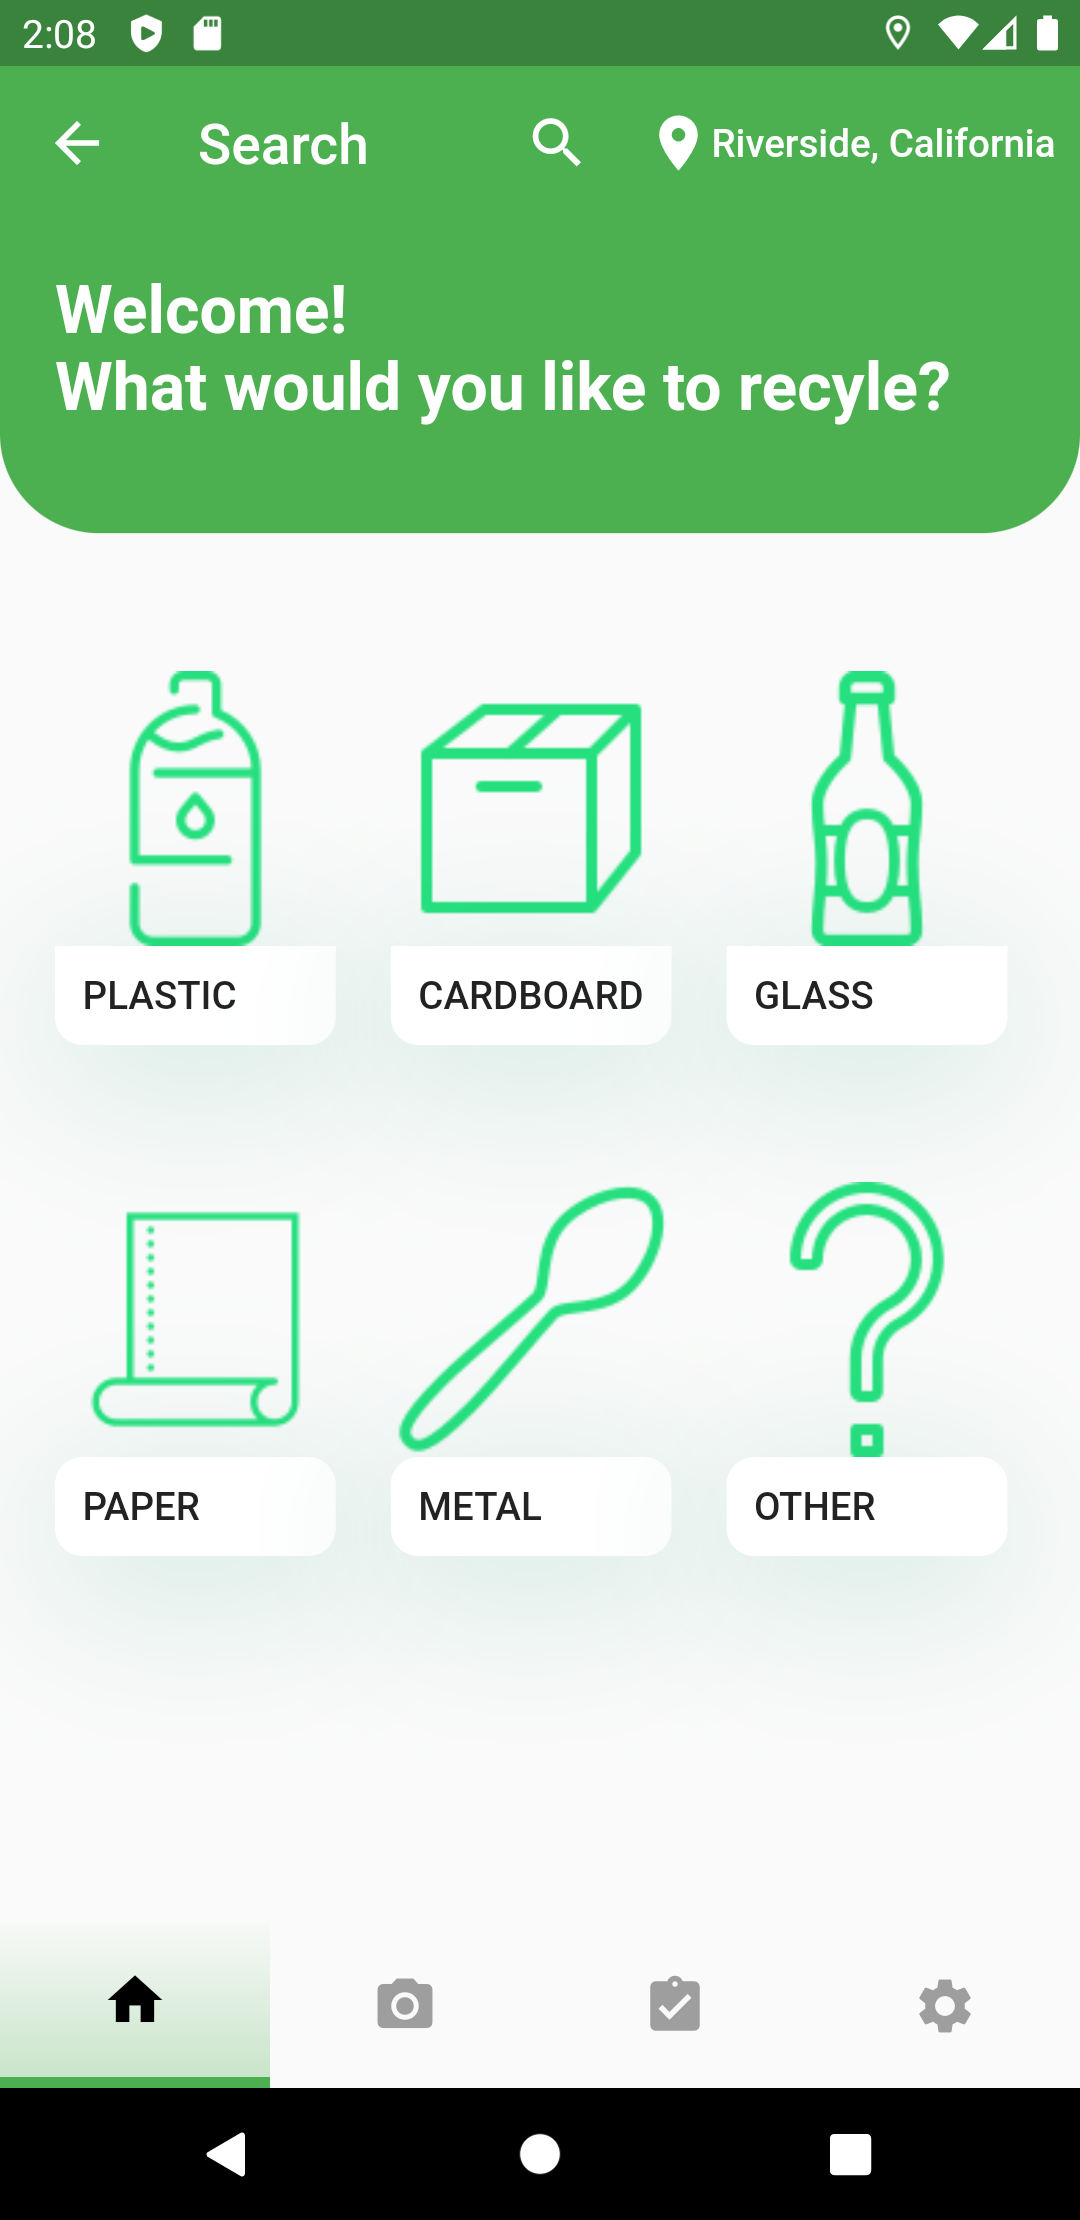 2:08
Search
Riverside, California
Welcome!
What would you like to recyle?
PLASTIC
CARDBOARD
GLASS
PAPER
METAL
OTHER